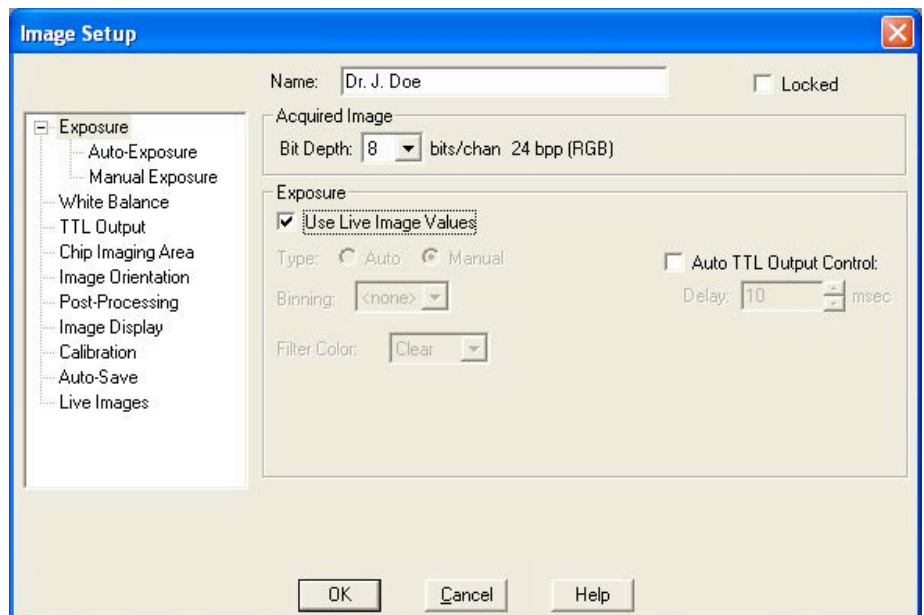 Image Setup
Name: Dr. J. Doe
Locked
Exposure
Auto-Exposure
Manual Exposure
White Balance
TTL Output
Chip Imaging Area
Image Orientation
Post-Processing
Image Display
Calibration
Auto-Save
Live Images
Acquired Image
Bit Depth: 8 bits/chan 24 bpp (RGB)
Exposure
Use Live Image Values
Type: Auto Manual
Binning: <none>
Filter Color: Clear
Auto TTL Output Control:
Delay: 10 msec
OK Cancel Help